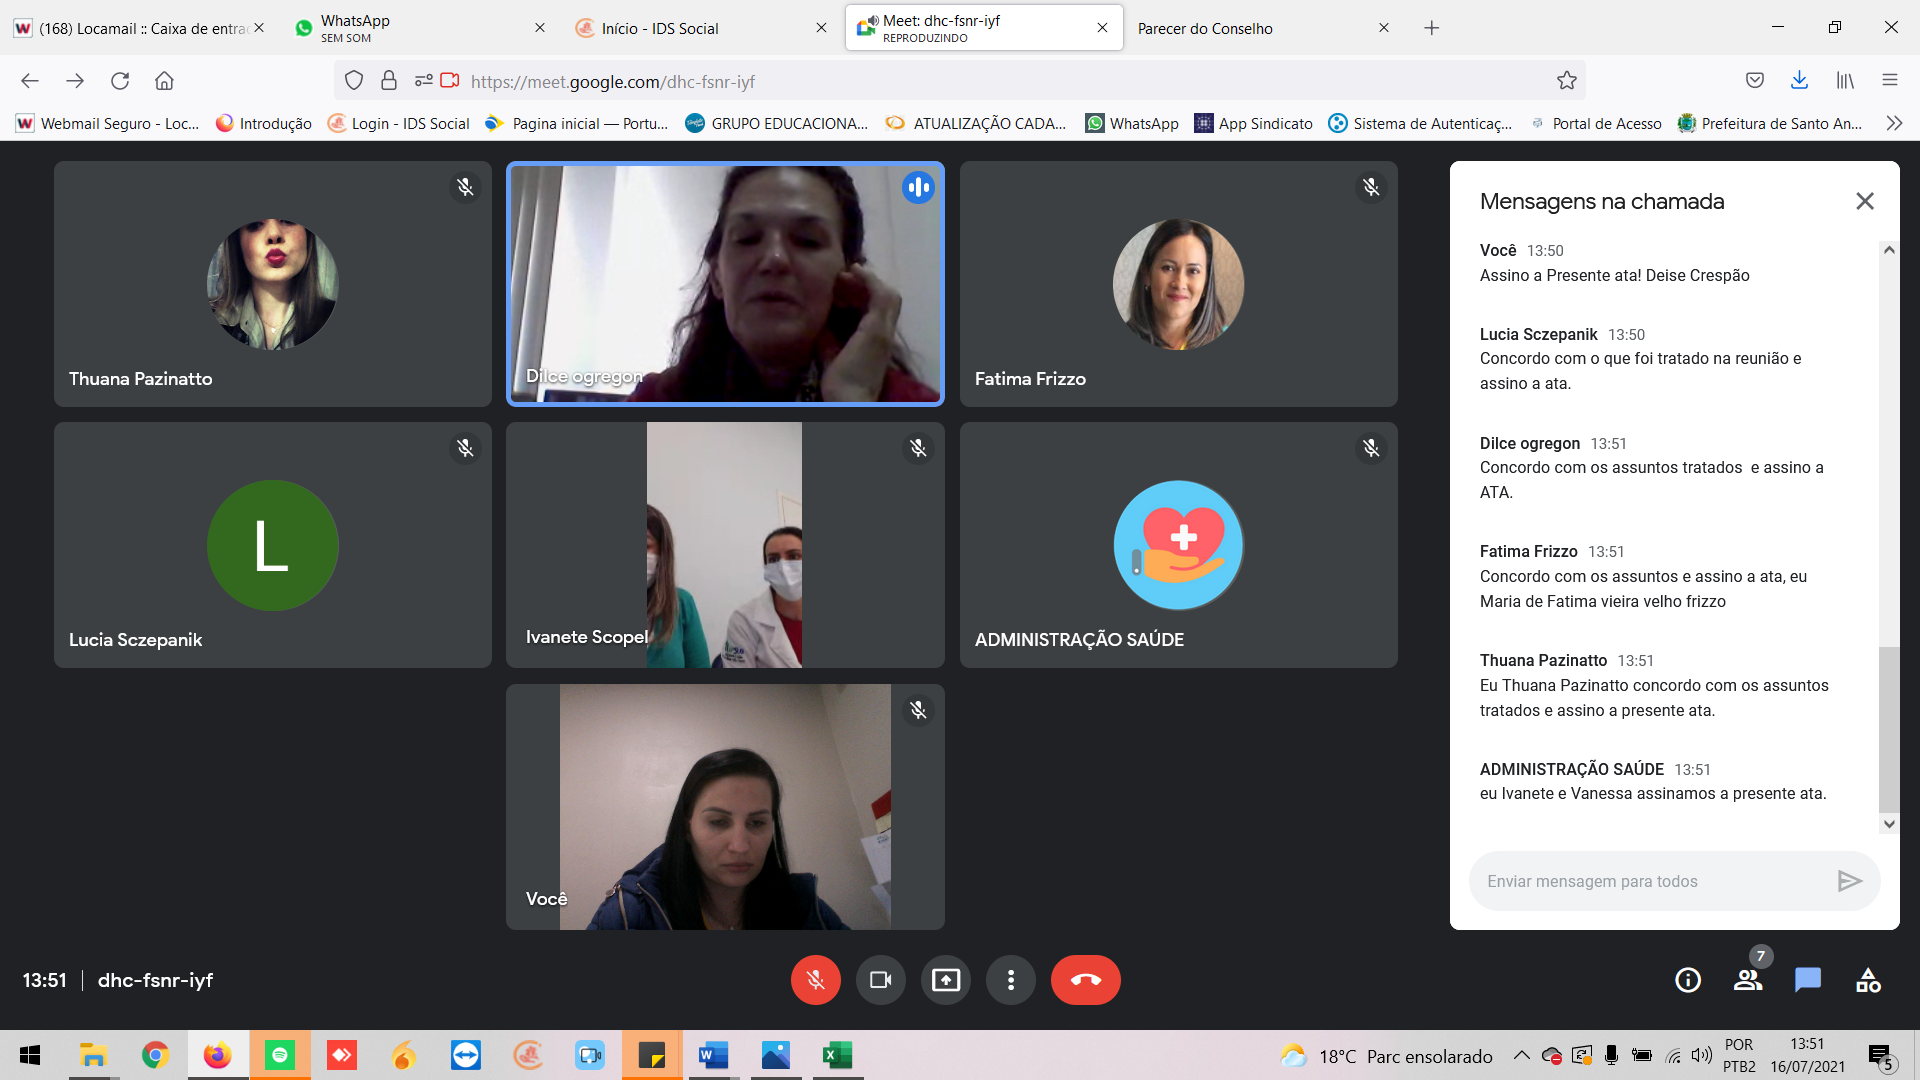 (168) Locamail :: Caixa de entra
WhatsApp
SEM SOM
Início - IDS Social
Meet: dhc-fsnr-iyf
REPRODUZINDO
Parecer do Conselho
https://meet.google.com/dhc-fsnr-iyf
Webmail Seguro - Loc...
Introdução
Login - IDS Social
Pagina inicial — Portu...
GRUPO EDUCACIONA...
ATUALIZAÇÃO CADA...
WhatsApp
App Sindicato
Sistema de Autenticaç...
Portal de Acesso
Prefeitura de Santo An...
Thuana Pazinatto
Dilce ogregon
Fatima Frizzo
L
Lucia Sczepanik
Ivanete Scopel
ADMINISTRAÇÃO SAÚDE
Você
Mensagens na chamada
Você 13:50
Assino a Presente ata! Deise Crespão
Lucia Sczepanik 13:50
Concordo com o que foi tratado na reunião e
assino a ata.
Dilce ogregon 13:51
Concordo com os assuntos tratados e assino a
ATA.
Fatima Frizzo 13:51
Concordo com os assuntos e assino a ata, eu
Maria de Fatima vieira velho frizzo
Thuana Pazinatto 13:51
Eu Thuana Pazinatto concordo com os assuntos
tratados e assino a presente ata.
ADMINISTRAÇÃO SAÚDE 13:51
eu Ivanete e Vanessa assinamos a presente ata.
Enviar mensagem para todos
13:51 | dhc-fsnr-iyf
7
18°C Parc ensolarado
POR
PTB2
13:51
16/07/2021
5